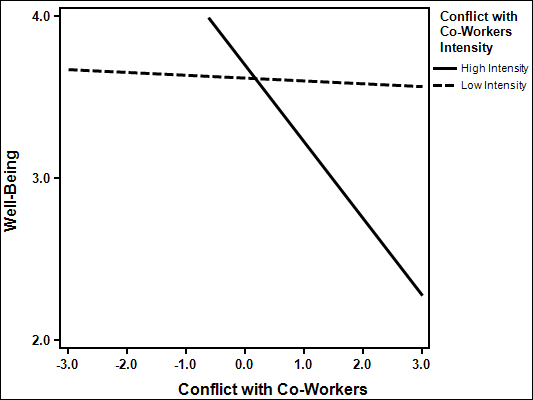 4.0
3.0
2.0
Well-Being
-3.0 -2.0 -1.0 0.0 1.0 2.0 3.0
Conflict with Co-Workers
Conflict with
Co-Workers
Intensity
High Intensity
Low Intensity